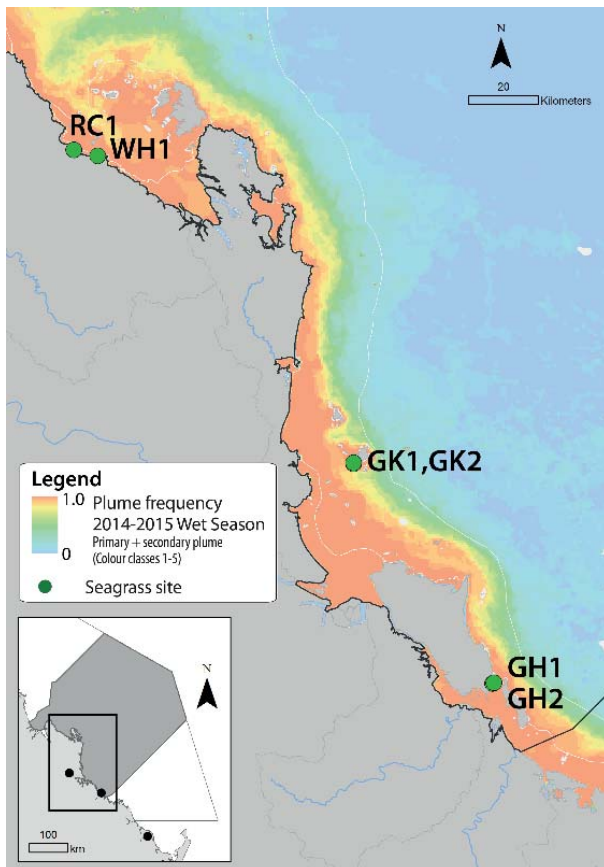 N
20
Kilometers
RC1
WH1
GK1,GK2
Legend
1.0
Plume frequency
2014-2015 Wet Season
Primary + secondary plume
0
(Colour classes 1-5)
Seagrass site
GH1
GH2
N
100
km